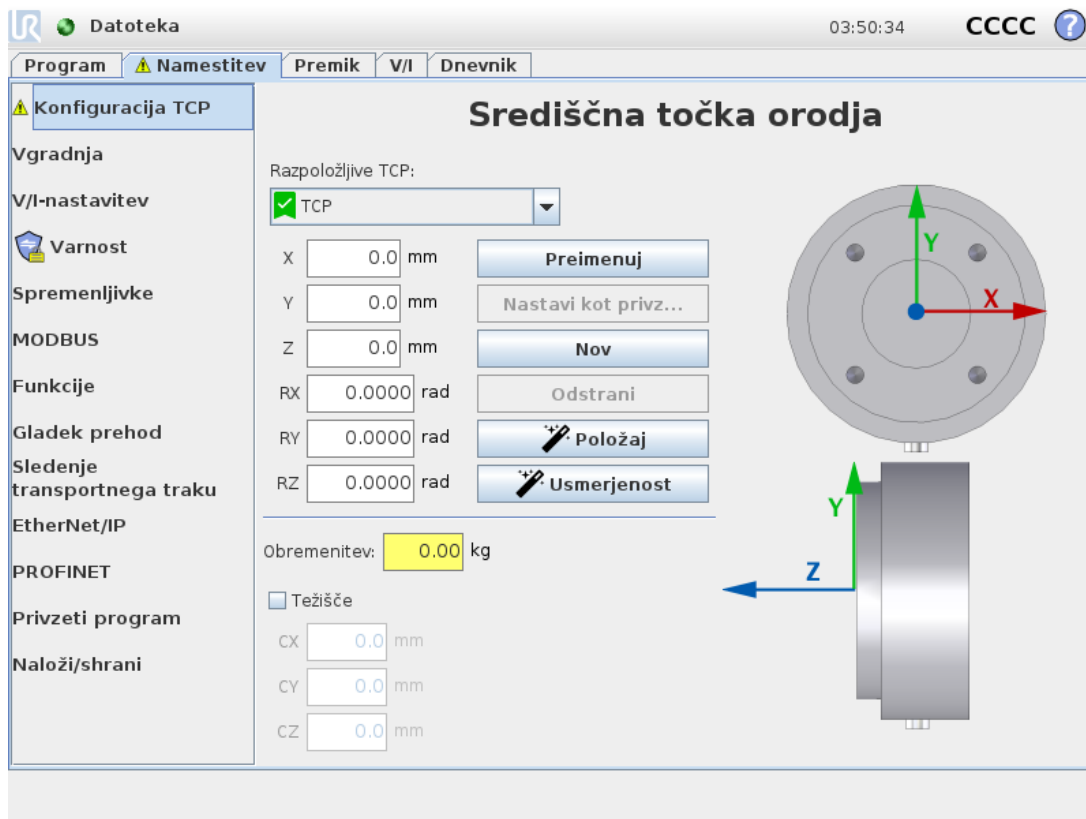 UR Datoteka 03:50:34 CCCC ?
Program Namestitev Premik V/I Dnevnik
Konfiguracija TCP
Vgradnja
V/I-nastavitev
Varnost
Spremenljivke
MODBUS
Funkcije
Gladek prehod
Sledenje
transportnega traku
EtherNet/IP
PROFINET
Privzeti program
Naloži/shrani
Središčna točka orodja
Razpoložljive TCP:
TCP
X 0.0 mm Preimenuj
Y 0.0 mm Nastavi kot privz...
Z 0.0 mm Nov
RX 0.0000 rad Odstrani
RY 0.0000 rad Položaj
RZ 0.0000 rad Usmerjenost
Obremenitev: 0.00 kg
Težišče
CX 0.0 mm
CY 0.0 mm
CZ 0.0 mm
Y
X
Y
Z